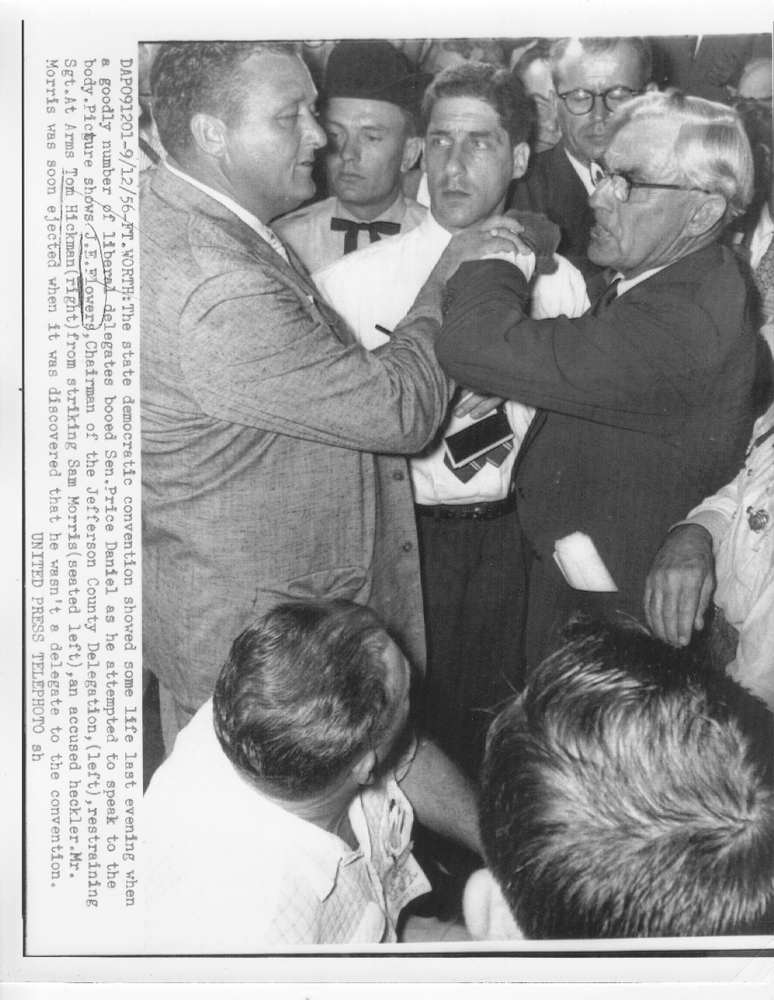 DAP091201-9/12/56-FT.WORTH:The state democratic convention showed some life last evening when
a goodly number of liberal delegates booed Sen.Price Daniel as he attempted to speak to the
body.Picture shows J.E.Flowers,Chairman of the Jefferson County Delegation,(left),restraining
Sgt.At Arms Tom Hickman(right)from striking Sam Morris(seated left),an accused heckler.Mr.
Morris was soon ejected when it was discovered that he wasn't a delegate to the convention.
UNITED PRESS TELEPHOTO sh